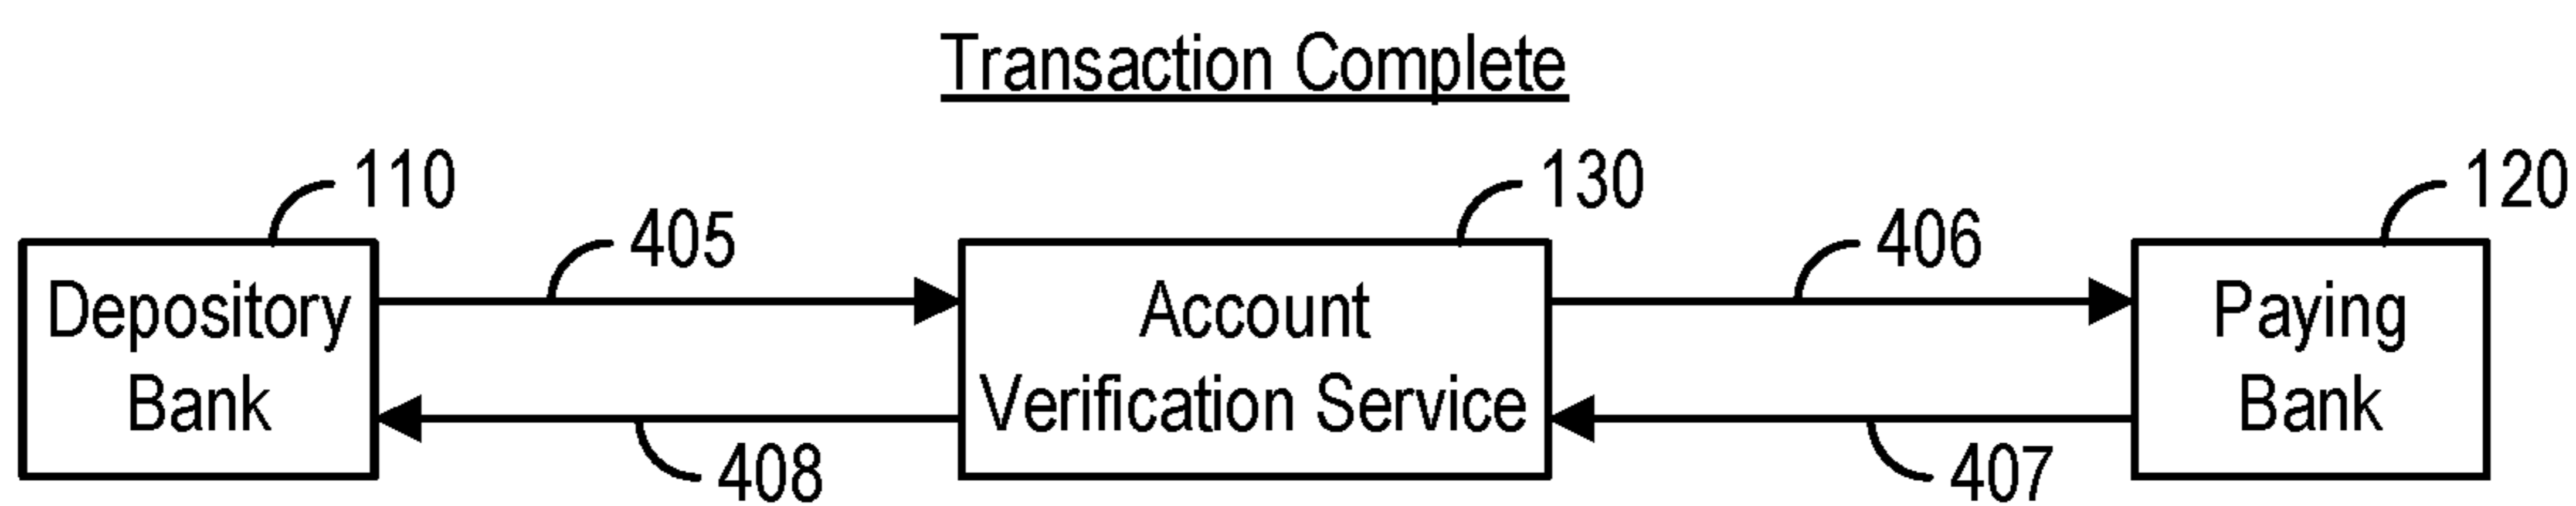 Transaction Complete
110
130
120
405
406
Depository
Bank
Account
Verification Service
Paying
Bank
408
407